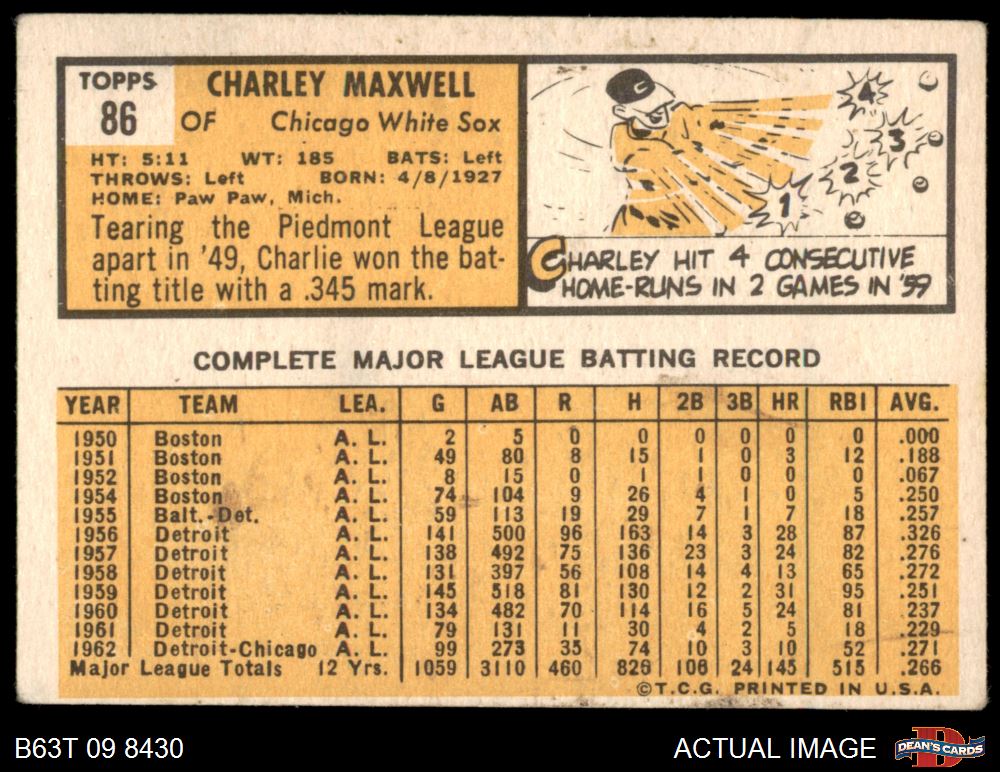 TOPPS
86
CHARLEY MAXWELL
OF Chicago White Sox
HT: 5:11 WT: 185 BATS: Left
THROWS: Left BORN: 4/8/1927
HOME: Paw Paw, Mich.
Tearing the Piedmont League
apart in '49, Charlie won the bat-
ting title with a .345 mark.
C
1
2
3
4
CHARLEY HIT 4 CONSECUTIVE
HOME-RUNS IN 2 GAMES IN '59
COMPLETE MAJOR LEAGUE BATTING RECORD
YEAR TEAM LEA. G AB R H 2B 3B HR RBI AVG.
1950 Boston A. L. 2 5 0 0 0 0 0 0 .000
1951 Boston A. L. 49 80 8 15 1 0 3 12 .188
1952 Boston A. L. 8 15 0 1 1 0 0 0 .067
1954 Boston A. L. 74 104 9 26 4 1 0 5 .250
1955 Balt.-Det. A. L. 59 113 19 29 7 1 7 18 .257
1956 Detroit A. L. 141 500 96 163 14 3 28 87 .326
1957 Detroit A. L. 138 492 75 136 23 3 24 82 .276
1958 Detroit A. L. 131 397 56 108 14 4 13 65 .272
1959 Detroit A. L. 145 518 81 130 12 2 31 95 .251
1960 Detroit A. L. 134 482 70 114 16 5 24 81 .237
1961 Detroit A. L. 79 131 11 30 4 2 5 18 .229
1962 Detroit-Chicago A. L. 99 273 35 74 10 3 10 52 .271
Major League Totals 12 Yrs. 1059 3110 460 826 106 24 145 515 .266
©T.C.G. PRINTED IN U.S.A.
B63T 09 8430
ACTUAL IMAGE
D
DEAN'S CARDS